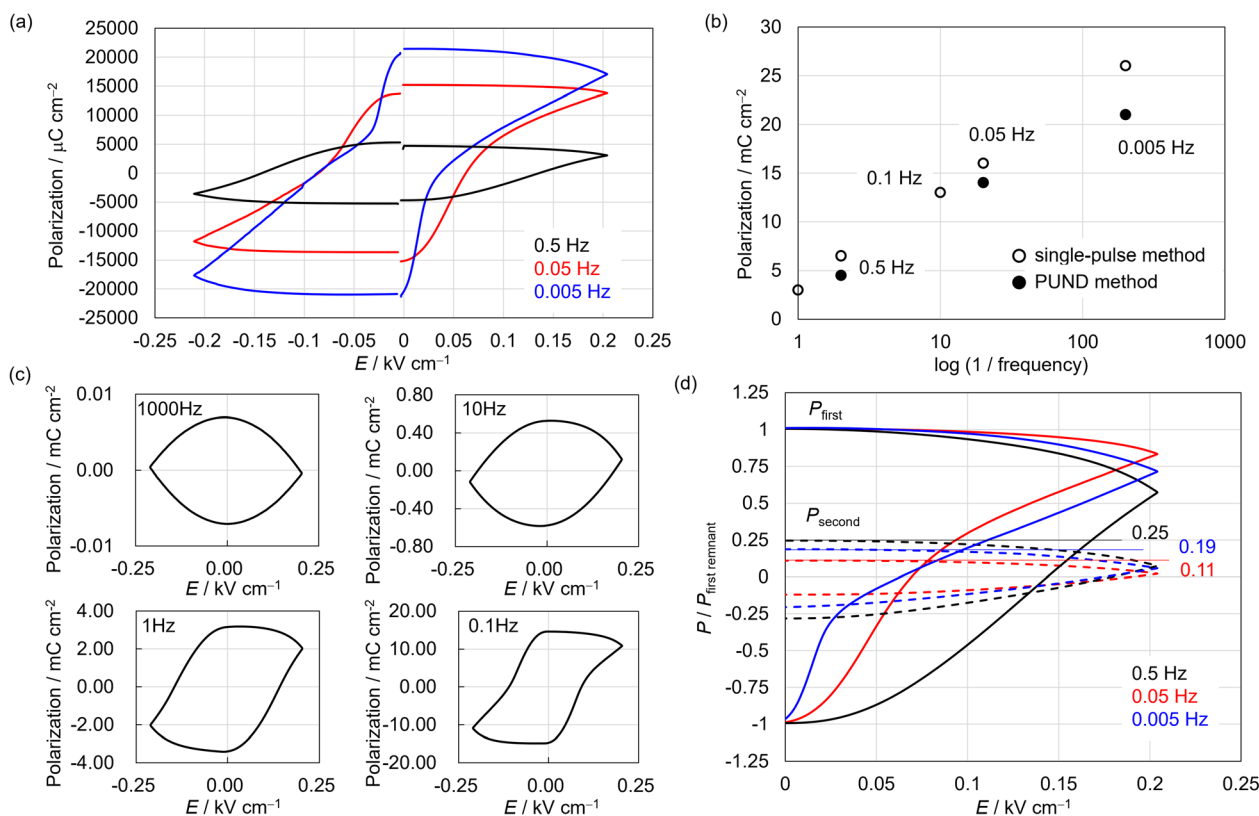 (a)
Polarization / μC cm−2
25000
20000
15000
10000
5000
0
-5000
-10000
-15000
-20000
-25000
-0.25 -0.2 -0.15 -0.1 -0.05 0 0.05 0.1 0.15 0.2 0.25
E / kV cm−1
0.5 Hz
0.05 Hz
0.005 Hz
(b)
Polarization / mC cm−2
30
25
20
15
10
5
0
1 10 100 1000
log (1 / frequency)
0.05 Hz
0.005 Hz
0.1 Hz
0.5 Hz
single-pulse method
PUND method
(c)
Polarization / mC cm-2
0.01
0.00
-0.01
1000Hz
-0.25 0.00 0.25
Polarization / mC cm-2
0.80
0.40
0.00
-0.40
-0.80
10Hz
-0.25 0.00 0.25
Polarization / mC cm-2
4.00
2.00
0.00
-2.00
-4.00
1Hz
-0.25 0.00 0.25
E / kV cm−1
Polarization / mC cm-2
20.00
10.00
0.00
-10.00
-20.00
0.1Hz
-0.25 0.00 0.25
E / kV cm−1
(d)
P / Pfirst remnant
1.25
1
0.75
0.5
0.25
0
-0.25
-0.5
-0.75
-1
-1.25
Pfirst
Psecond
0.25
0.19
0.11
0.5 Hz
0.05 Hz
0.005 Hz
0 0.05 0.1 0.15 0.2 0.25
E / kV cm−1